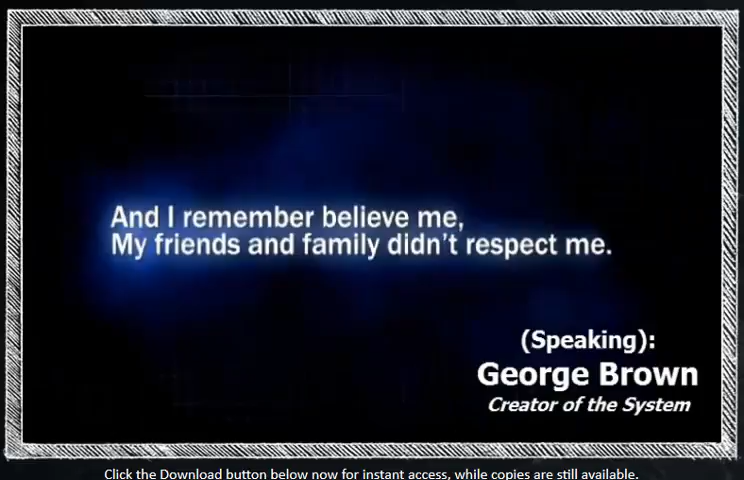 And I remember believe me,
My friends and family didn't respect me.
(Speaking):
George Brown
Creator of the System
Click the Download button below now for instant access, while copies are still available.